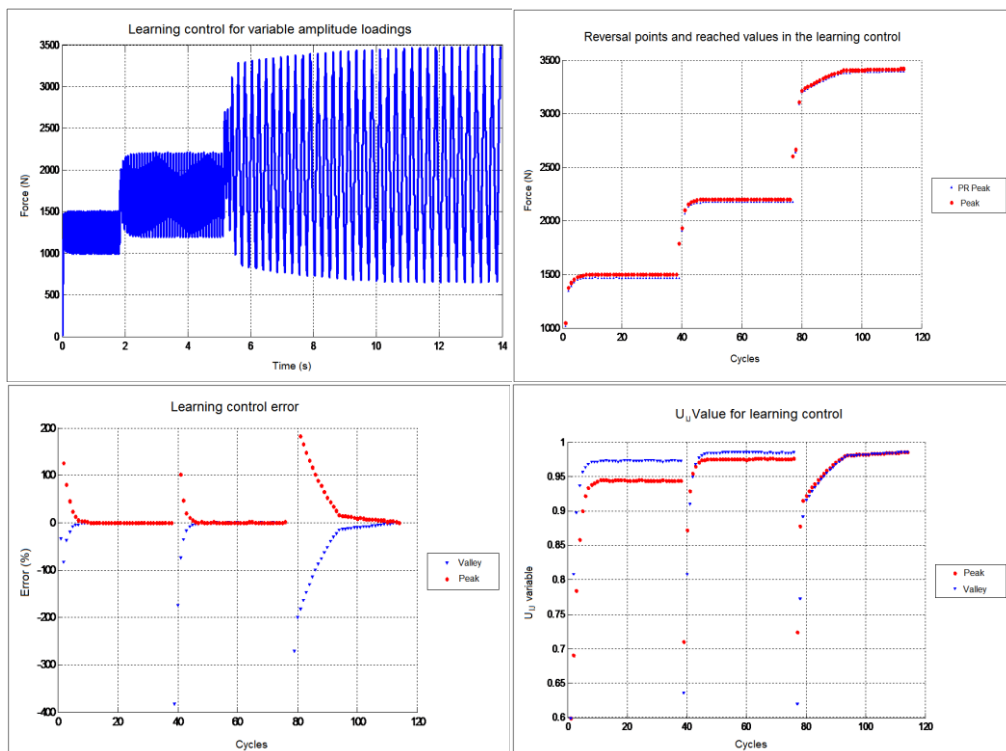 Learning control for variable amplitude loadings
Force (N)
3500
3000
2500
2000
1500
1000
500
0
0 2 4 6 8 10 12 14
Time (s)
Reversal points and reached values in the learning control
Force (N)
3500
3000
2500
2000
1500
1000
0 20 40 60 80 100 120
Cycles
PR Peak
Peak
Learning control error
Error (%)
200
100
0
-100
-200
-300
-400
0 20 40 60 80 100 120
Cycles
Valley
Peak
UU Value for learning control
UU variable
1
0.95
0.9
0.85
0.8
0.75
0.7
0.65
0.6
0 20 40 60 80 100 120
Cycles
Peak
Valley